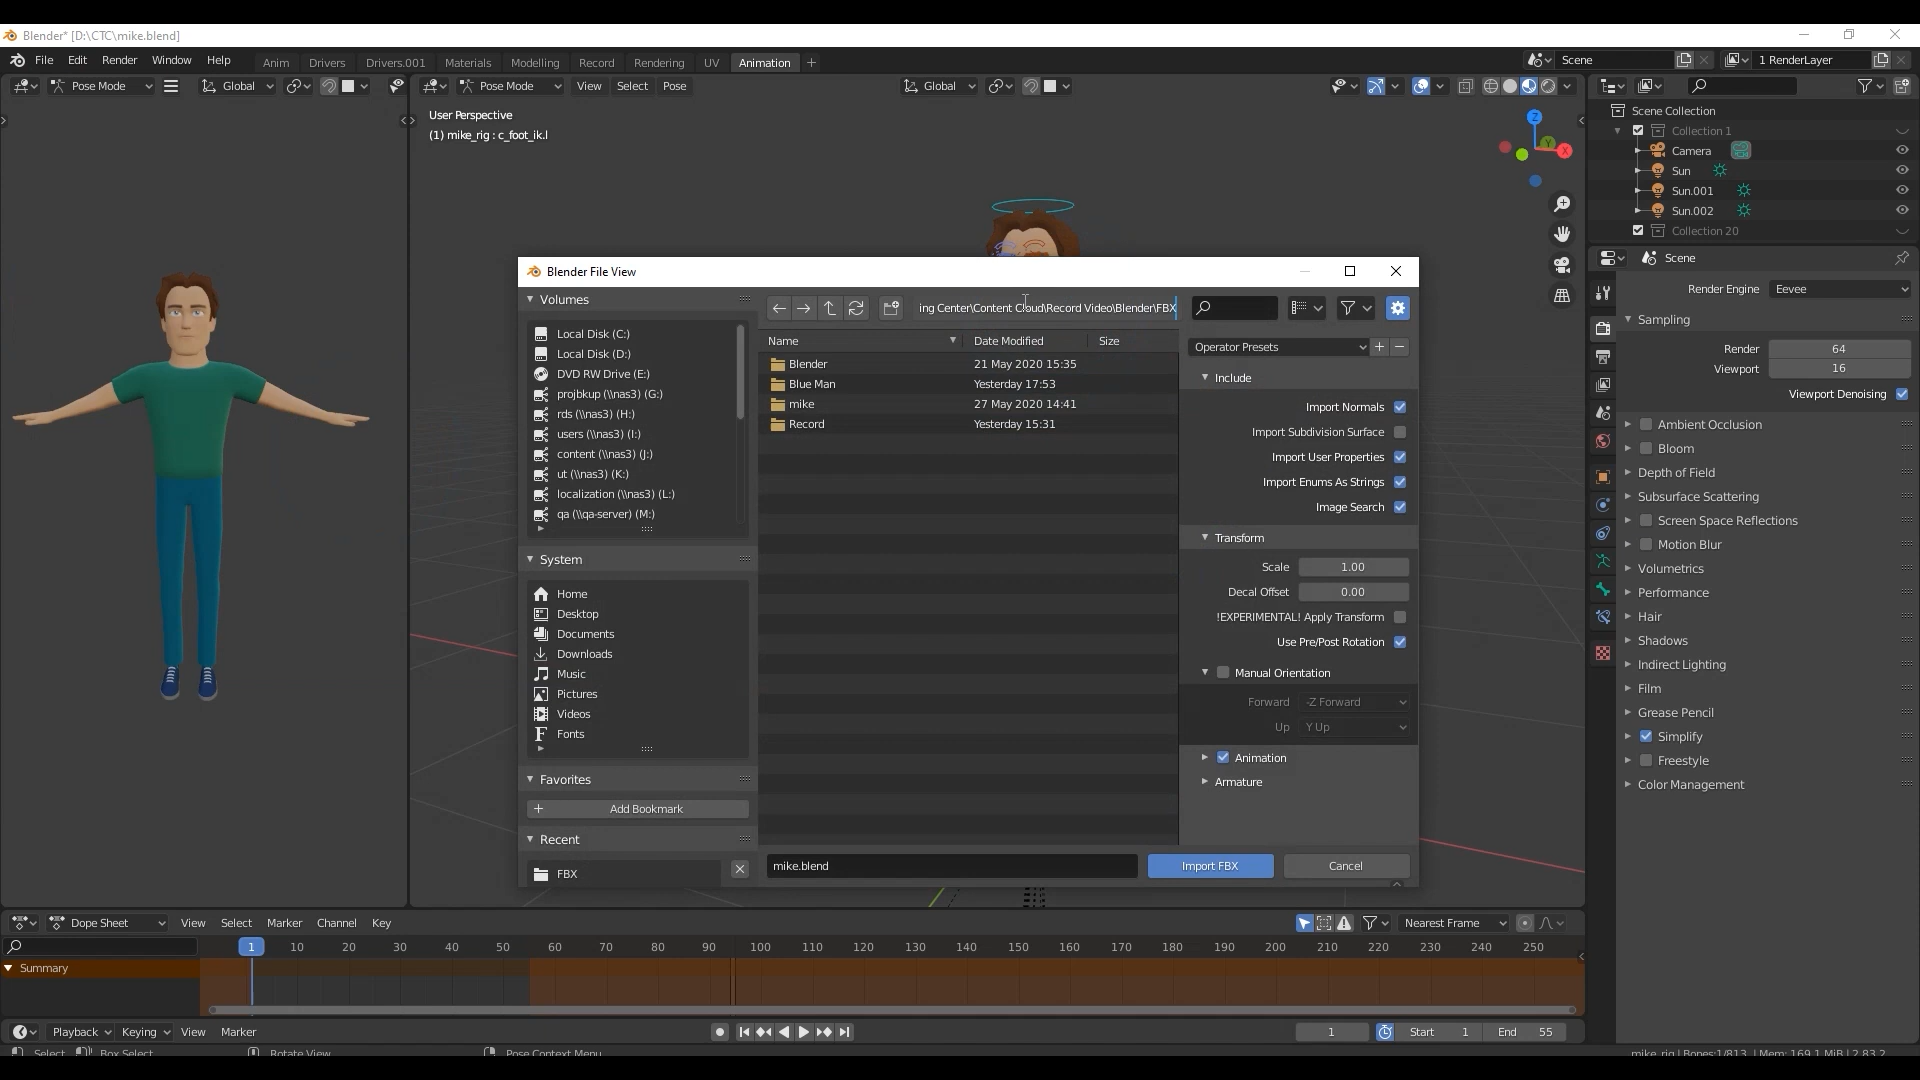 Blender* [D:\CTC\mike.blend]
File Edit Render Window Help Anim Drivers Drivers.001 Materials Modelling Record Rendering UV Animation Scene 1 RenderLayer
Pose Mode Global Pose Mode View Select Pose Global
User Perspective
(1) mike_rig : c_foot_ik.l
Scene Collection
Collection 1
Camera
Sun
Sun.001
Sun.002
Collection 20
Scene
Render Engine Eevee
Sampling
Render 64
Viewport 16
Viewport Denoising
Ambient Occlusion
Bloom
Depth of Field
Subsurface Scattering
Screen Space Reflections
Motion Blur
Volumetrics
Performance
Hair
Shadows
Indirect Lighting
Film
Grease Pencil
Simplify
Freestyle
Color Management
Z
Y
X
Blender File View
Volumes
Local Disk (C:)
Local Disk (D:)
DVD RW Drive (E:)
projbkup (\\nas3) (G:)
rds (\\nas3) (H:)
users (\\nas3) (I:)
content (\\nas3) (J:)
ut (\\nas3) (K:)
localization (\\nas3) (L:)
qa (\\qa-server) (M:)
System
Home
Desktop
Documents
Downloads
Music
Pictures
Videos
Fonts
Favorites
Add Bookmark
Recent
FBX
ing Center\Content Cloud\Record Video\Blender\FBX
Name Date Modified Size
Blender 21 May 2020 15:35
Blue Man Yesterday 17:53
mike 27 May 2020 14:41
Record Yesterday 15:31
Operator Presets
Include
Import Normals
Import Subdivision Surface
Import User Properties
Import Enums As Strings
Image Search
Transform
Scale 1.00
Decal Offset 0.00
!EXPERIMENTAL! Apply Transform
Use Pre/Post Rotation
Manual Orientation
Forward -Z Forward
Up Y Up
Animation
Armature
mike.blend Import FBX Cancel
Dope Sheet View Select Marker Channel Key Nearest Frame
1 10 20 30 40 50 60 70 80 90 100 110 120 130 140 150 160 170 180 190 200 210 220 230 240 250
Summary
Playback Keying View Marker 1 Start 1 End 55
Select Box Select Rotate View Pose Context Menu mike_rig | Bones:1/813 | Mem: 169.1 MiB | 2.83.2